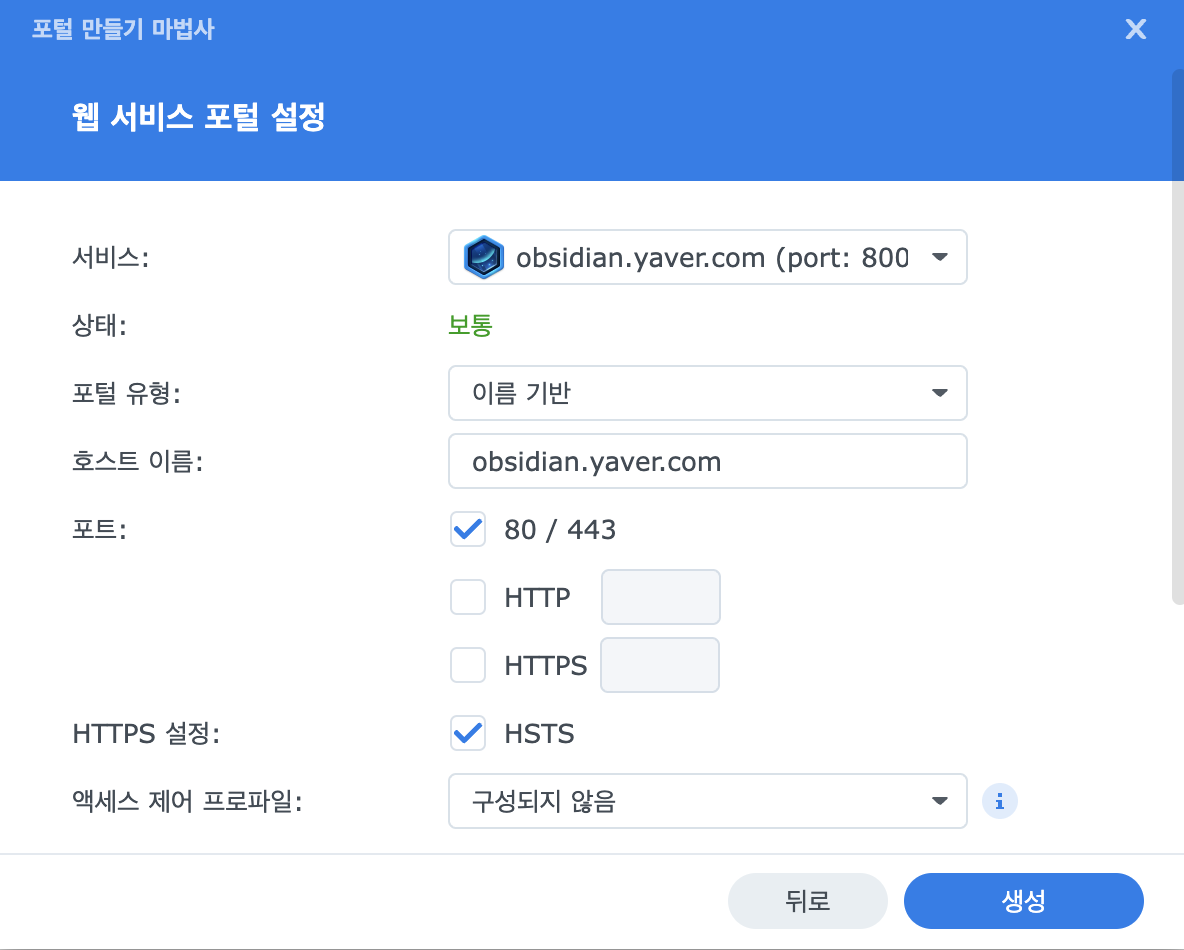 포털 만들기 마법사
웹 서비스 포털 설정
서비스: obsidian.yaver.com (port: 800
상태: 보통
포털 유형: 이름 기반
호스트 이름: obsidian.yaver.com
포트: 80 / 443
HTTP
HTTPS
HTTPS 설정: HSTS
액세스 제어 프로파일: 구성되지 않음
뒤로 생성